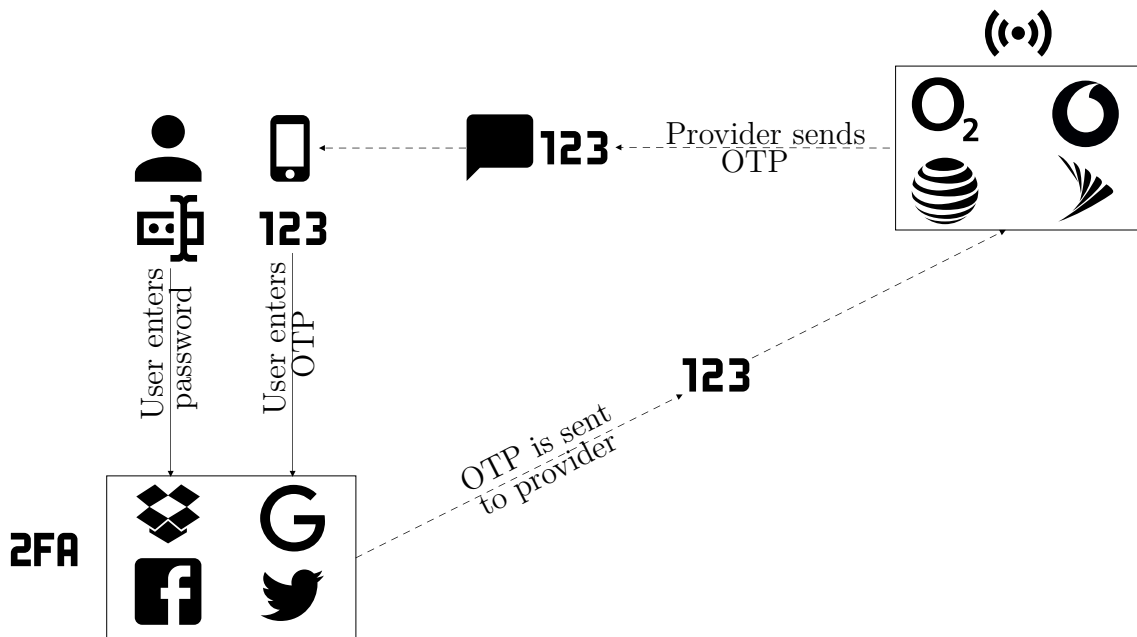 O2
123
Provider sends
OTP
123
User enters
password
User enters
OTP
123
OTP is sent
to provider
2FA
G
f